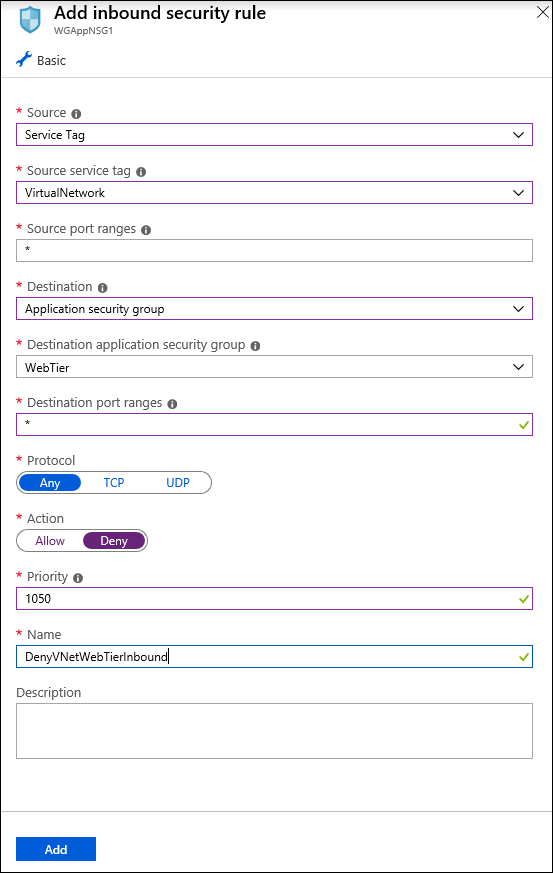 Add inbound security rule
WGAppNSG1
Basic
* Source
Service Tag
* Source service tag
VirtualNetwork
* Source port ranges
*
* Destination
Application security group
* Destination application security group
WebTier
* Destination port ranges
*
* Protocol
Any TCP UDP
* Action
Allow Deny
* Priority
1050
* Name
DenyVNetWebTierInbound
Description
Add